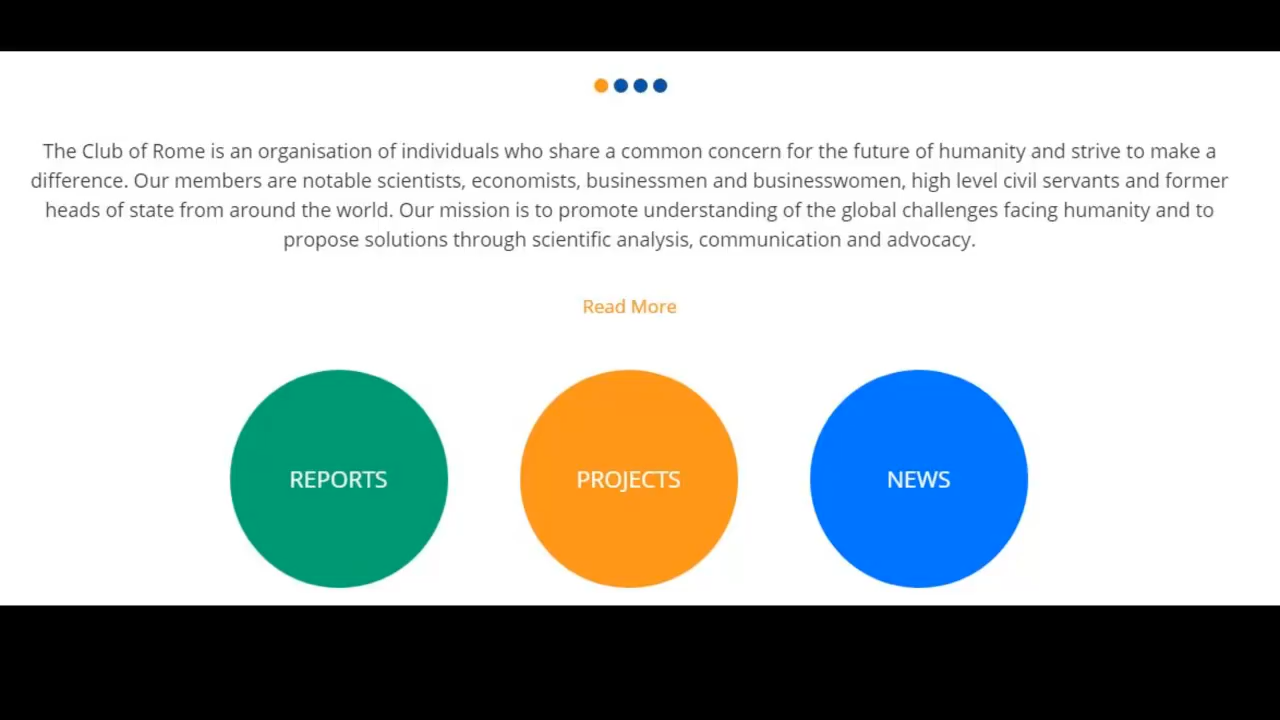 The Club of Rome is an organisation of individuals who share a common concern for the future of humanity and strive to make a
difference. Our members are notable scientists, economists, businessmen and businesswomen, high level civil servants and former
heads of state from around the world. Our mission is to promote understanding of the global challenges facing humanity and to
propose solutions through scientific analysis, communication and advocacy.
Read More
REPORTS
PROJECTS
NEWS